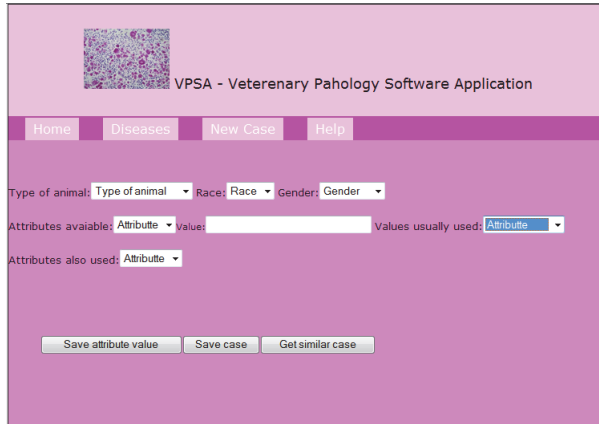 VPSA - Veterenary Pahology Software Application
Home Diseases New Case Help
Type of animal: Type of animal Race: Race Gender: Gender
Attributes avaiable: Attributte Value: Values usually used: Attributte
Attributes also used: Attributte
Save attribute value Save case Get similar case